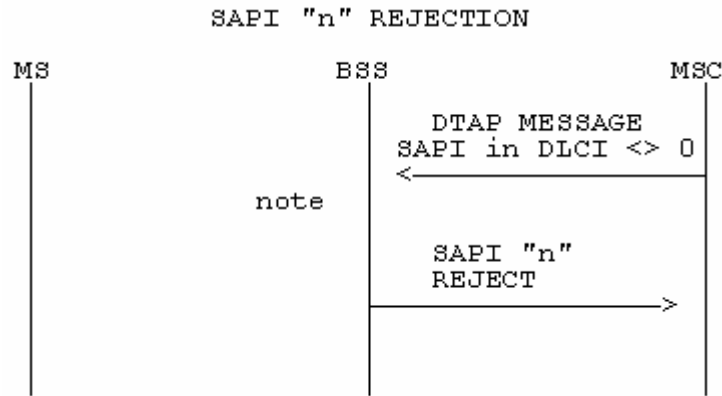 SAPI "n" REJECTION
MS BSS MSC
DTAP MESSAGE
SAPI in DLCI <> 0
note
SAPI "n"
REJECT